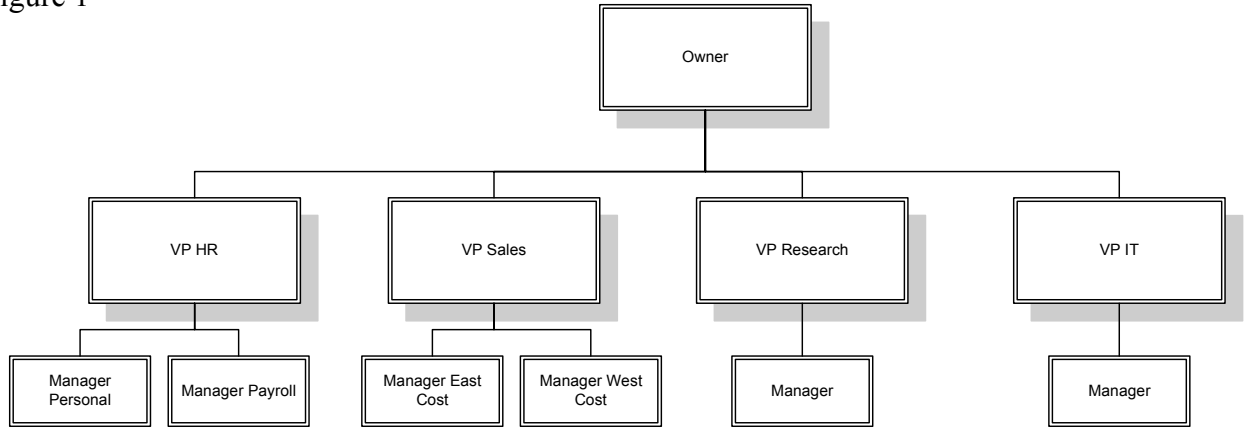 igure 1
Owner
VP HR
VP Sales
VP Research
VP IT
Manager
Personal
Manager Payroll
Manager East
Cost
Manager West
Cost
Manager
Manager